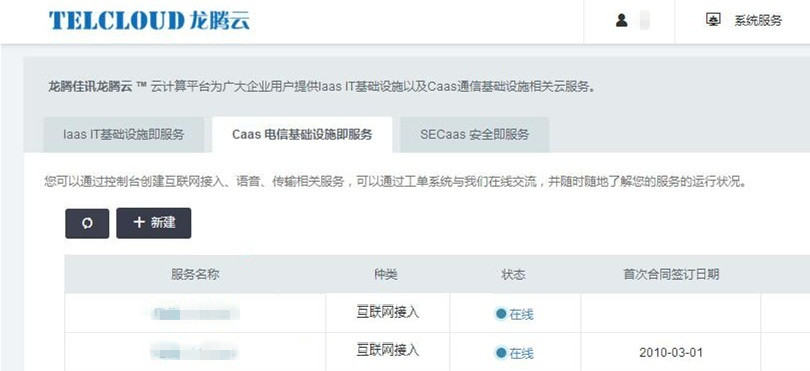 TELCLOUD 龙腾云
系统服务
龙腾佳讯龙腾云 ™ 云计算平台为广大企业用户提供Iaas IT基础设施以及Caas通信基础设施相关云服务。
Iaas IT基础设施即服务 Caas 电信基础设施即服务 SECaas 安全即服务
您可以通过控制台创建互联网接入、语音、传输相关服务，可以通过工单系统与我们在线交流，并随时随地了解您的服务的运行状况。
新建
服务名称 种类 状态 首次合同签订日期
互联网接入 在线
互联网接入 在线 2010-03-01